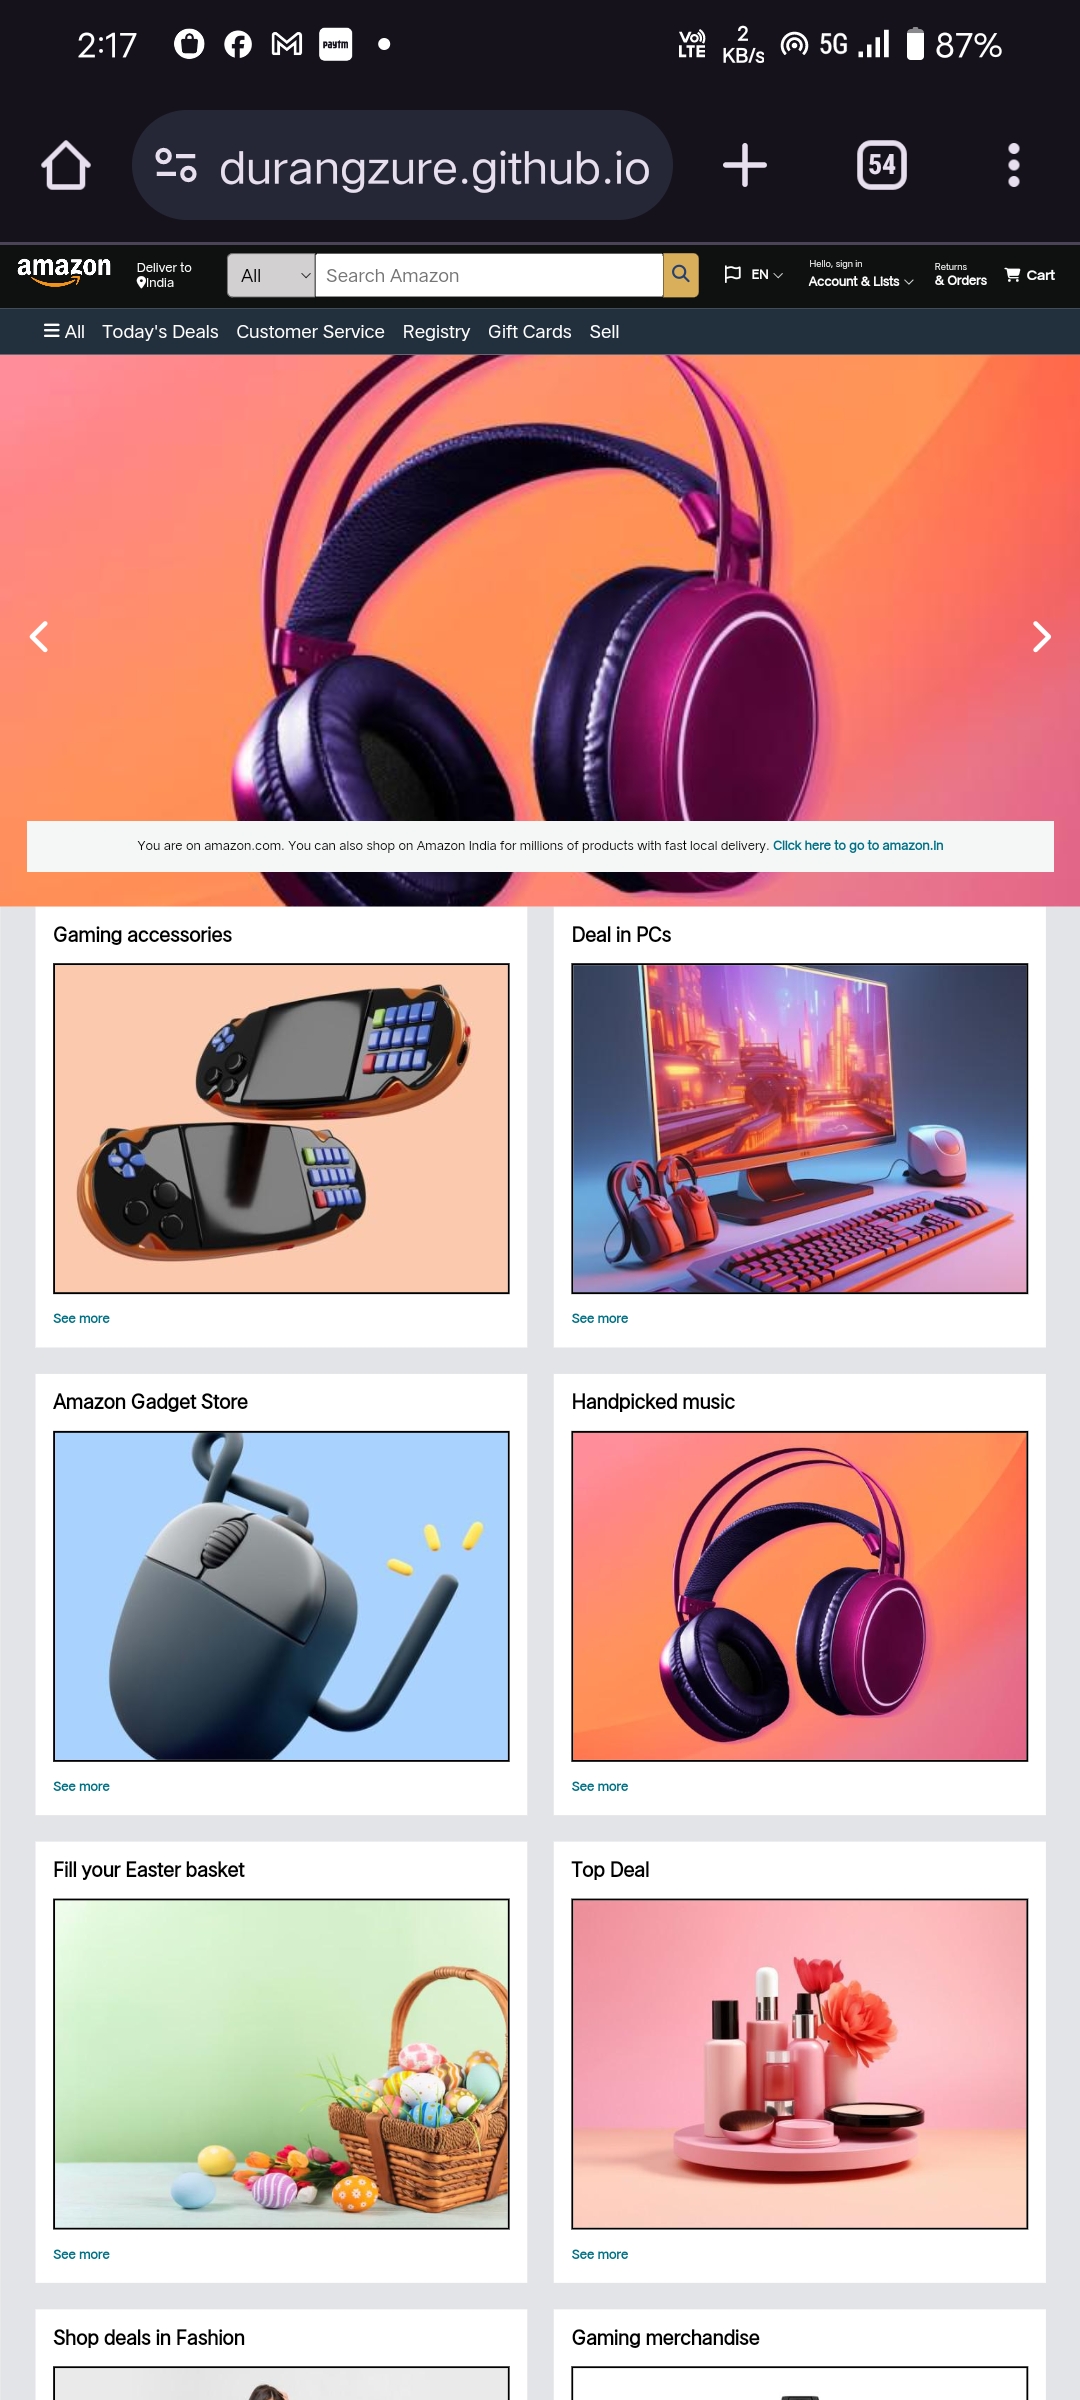 2:17 paytm Vo) LTE 2 KB/s 5G 87%
durangzure.github.io 54
amazon Deliver to India All Search Amazon EN Hello, sign in Account & Lists Returns & Orders Cart
All Today's Deals Customer Service Registry Gift Cards Sell
You are on amazon.com. You can also shop on Amazon India for millions of products with fast local delivery. Click here to go to amazon.in
Gaming accessories Deal in PCs
See more See more
Amazon Gadget Store Handpicked music
See more See more
Fill your Easter basket Top Deal
See more See more
Shop deals in Fashion Gaming merchandise